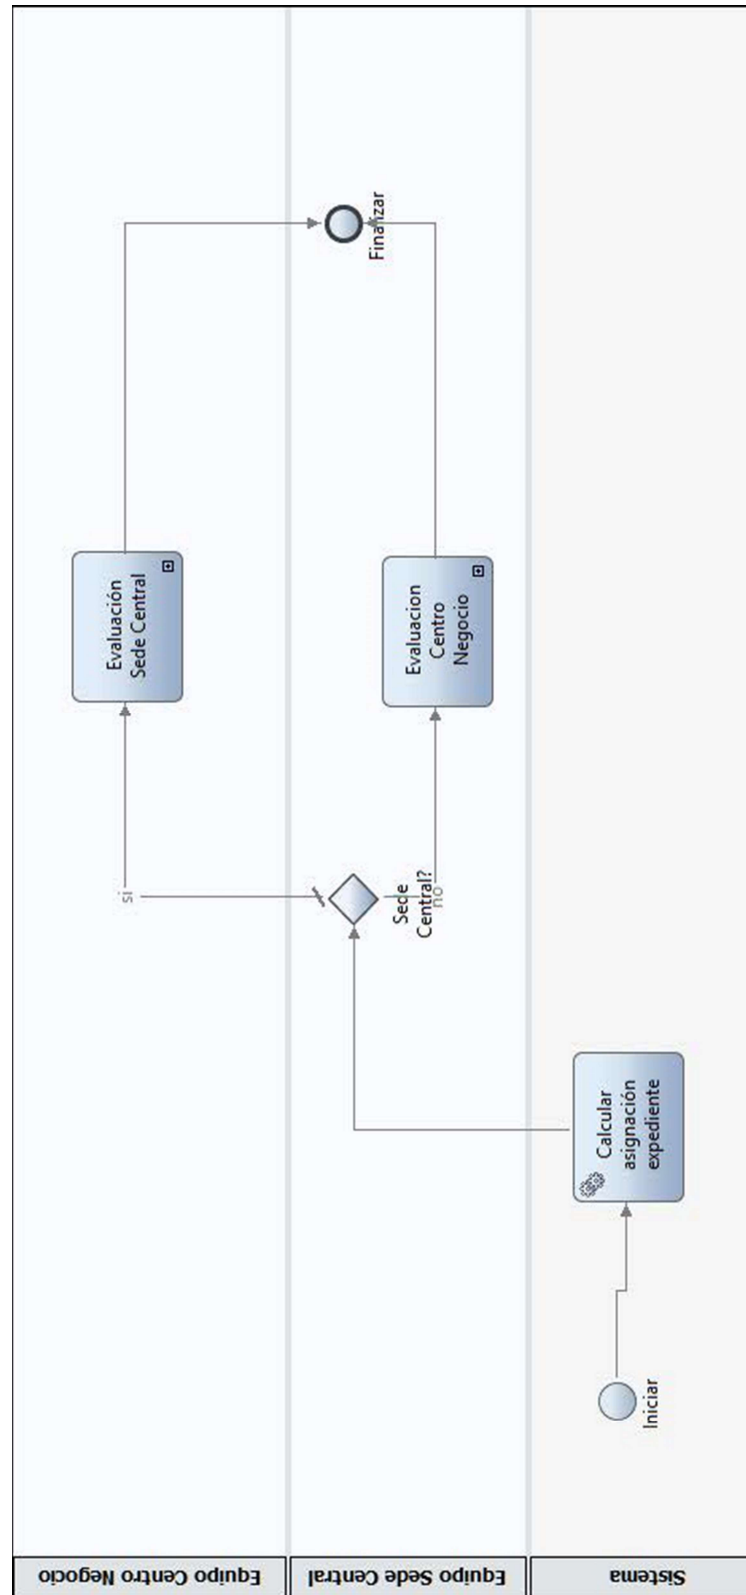 Equipo Centro Negocio
Equipo Sede Central
Sistema
Iniciar
Calcular
asignación
expediente
Sede
Central?
si
no
Evaluación
Sede Central
Evaluacion
Centro
Negocio
Finalizar